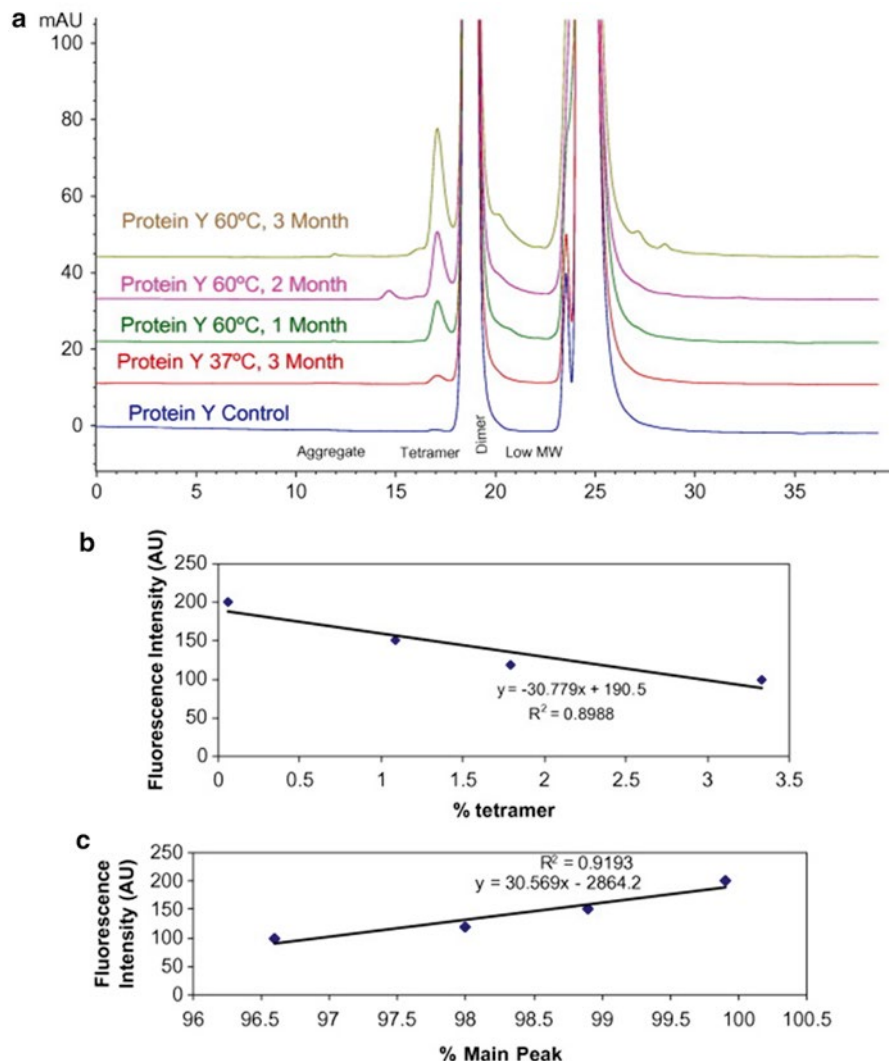 a
mAU
100
80
60
40
20
0
Protein Y 60ºC, 3 Month
Protein Y 60ºC, 2 Month
Protein Y 60ºC, 1 Month
Protein Y 37ºC, 3 Month
Protein Y Control
Aggregate Tetramer Dimer Low MW
0 5 10 15 20 25 30 35
b
Fluorescence Intensity (AU)
250
200
150
100
50
0
y = -30.779x + 190.5
R² = 0.8988
0 0.5 1 1.5 2 2.5 3 3.5
% tetramer
c
Fluorescence
Intensity (AU)
250
200
150
100
50
0
R² = 0.9193
y = 30.569x - 2864.2
96 96.5 97 97.5 98 98.5 99 99.5 100 100.5
% Main Peak